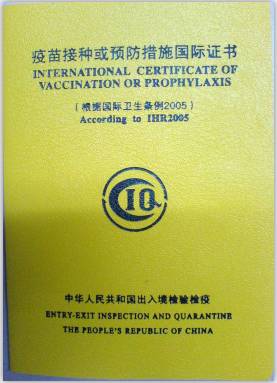 疫苗接种或预防措施国际证书
INTERNATIONAL CERTIFICATE OF
VACCINATION OR PROPHYLAXIS
（根据国际卫生条例2005）
According to IHR2005
CIQ
中华人民共和国出入境检验检疫
ENTRY-EXIT INSPECTION AND QUARANTINE
THE PEOPLE'S REPUBLIC OF CHINA